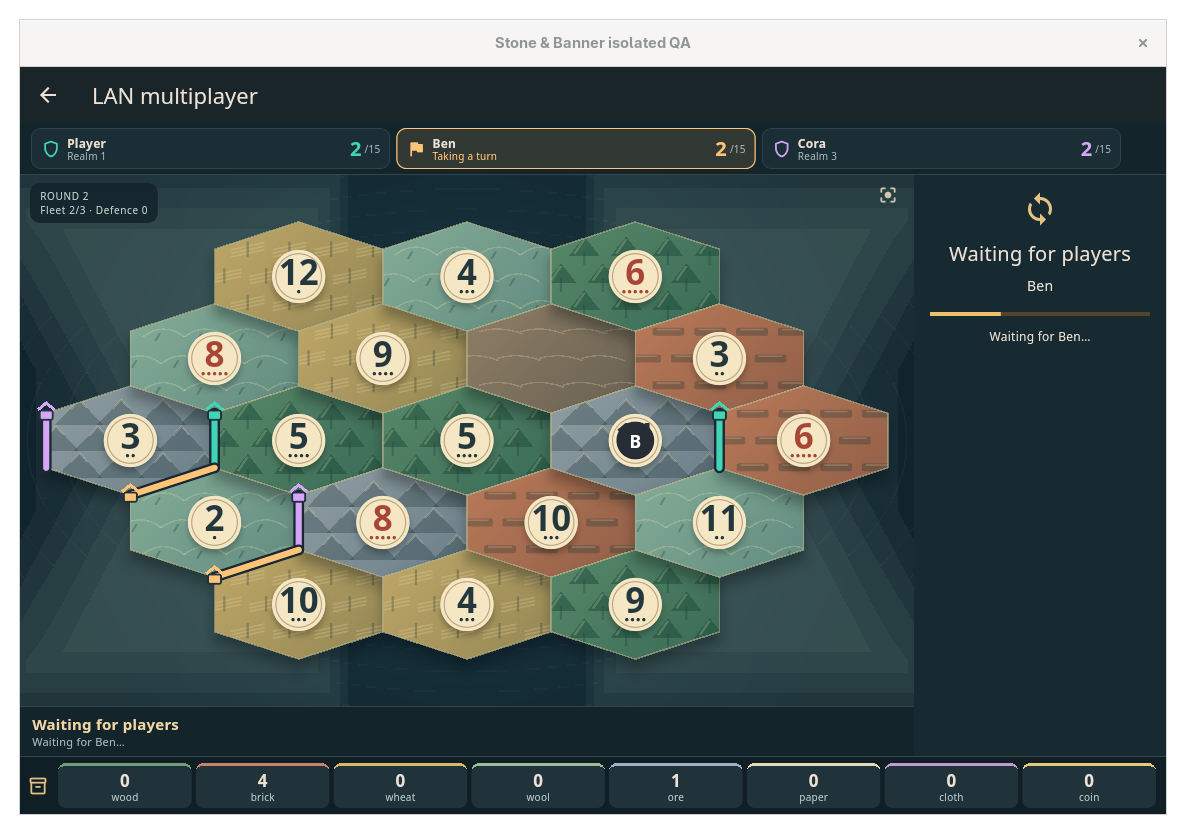 Stone & Banner isolated QA
LAN multiplayer
Player
Realm 1
2 /15
Ben
Taking a turn
2 /15
Cora
Realm 3
2 /15
ROUND 2
Fleet 2/3 · Defence 0
12
4
6
8
9
3
3
5
5
B
6
2
8
10
11
10
4
9
Waiting for players
Ben
Waiting for Ben...
Waiting for players
Waiting for Ben...
0
wood
4
brick
0
wheat
0
wool
1
ore
0
paper
0
cloth
0
coin